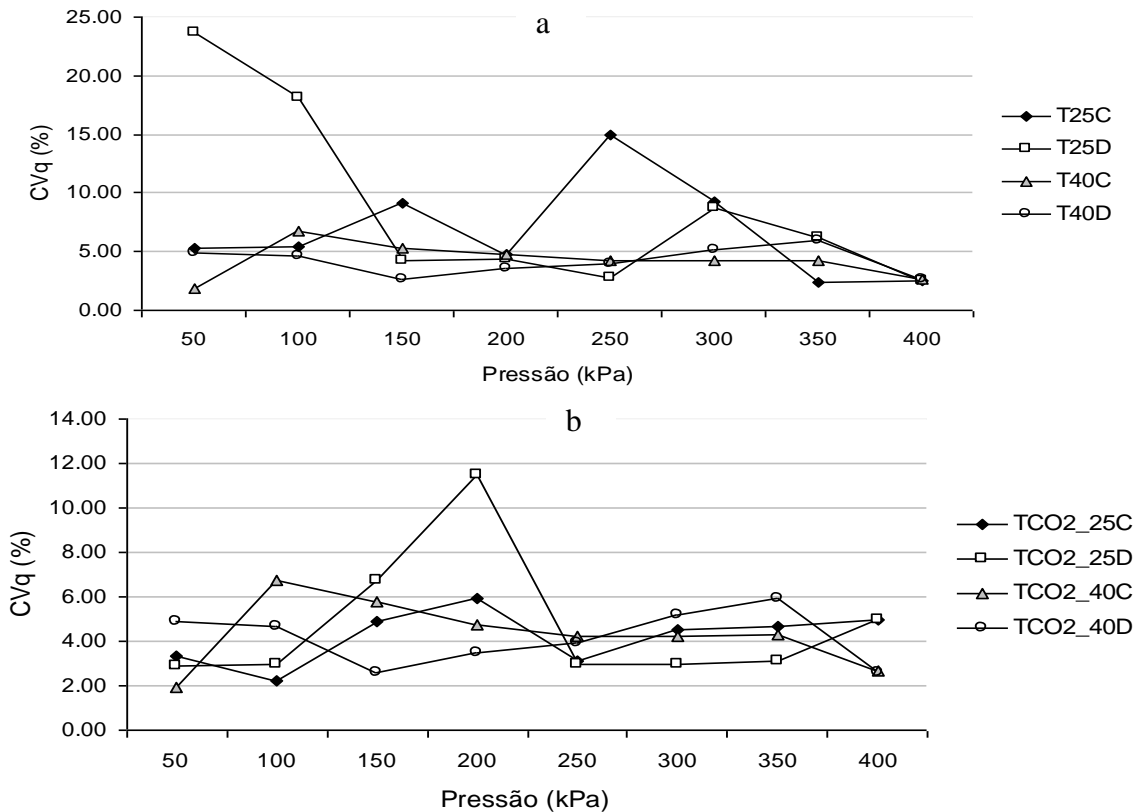 a
25.00
20.00
15.00
10.00
5.00
0.00
CVq (%)
50 100 150 200 250 300 350 400
Pressão (kPa)
T25C
T25D
T40C
T40D
b
14.00
12.00
10.00
8.00
6.00
4.00
2.00
0.00
CVq (%)
50 100 150 200 250 300 350 400
Pressão (kPa)
TCO2_25C
TCO2_25D
TCO2_40C
TCO2_40D